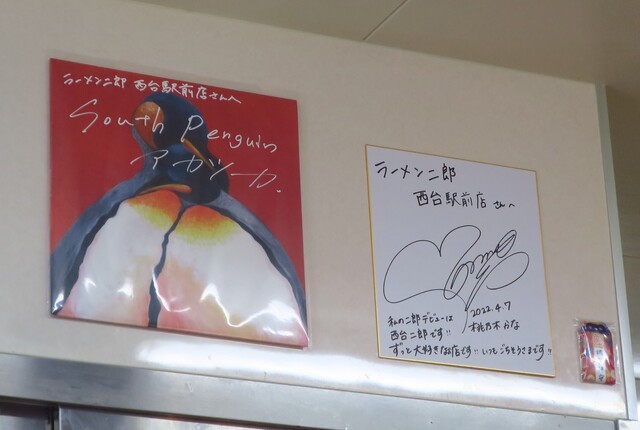 ラーメン二郎 西台駅前店さんへ
South Penguin
アカツカ.
ラーメン二郎
西台駅前店 さんへ
2022.4.7
桃乃木かな
私の二郎デビューは
西台二郎です!!
ずっと大好きなお店です!! いつもごちそうさまです!!